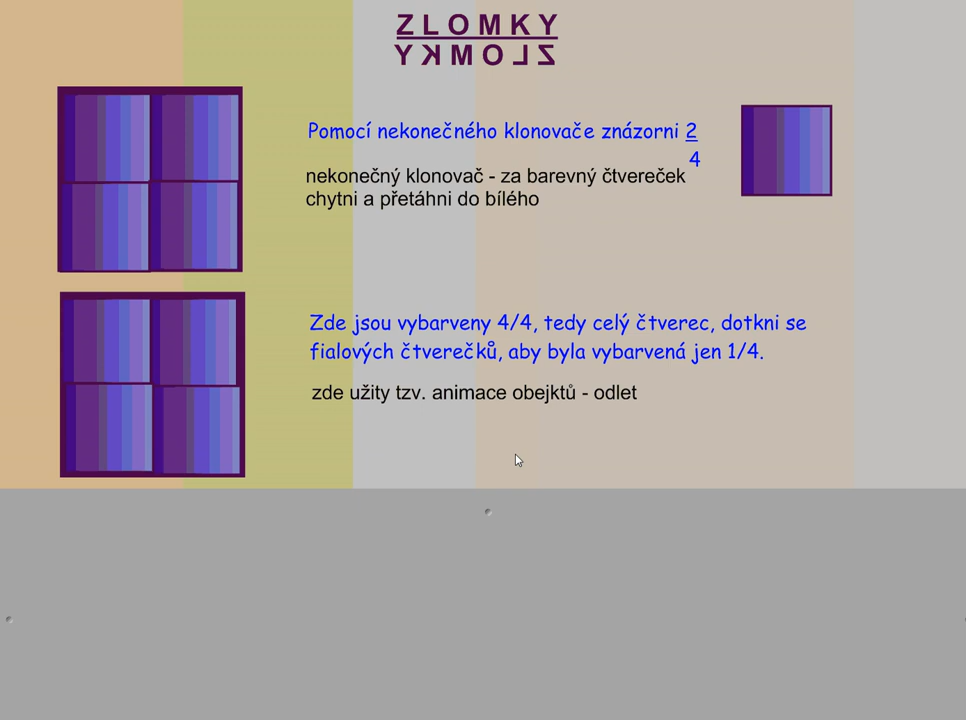 ZLOMKY
ZLOMKY
Pomocí nekonečného klonovače znázorni 2
4
nekonečný klonovač - za barevný čtvereček
chytni a přetáhni do bílého
Zde jsou vybarveny 4/4, tedy celý čtverec, dotkni se
fialových čtverečků, aby byla vybarvená jen 1/4.
zde užity tzv. animace obejktů - odlet